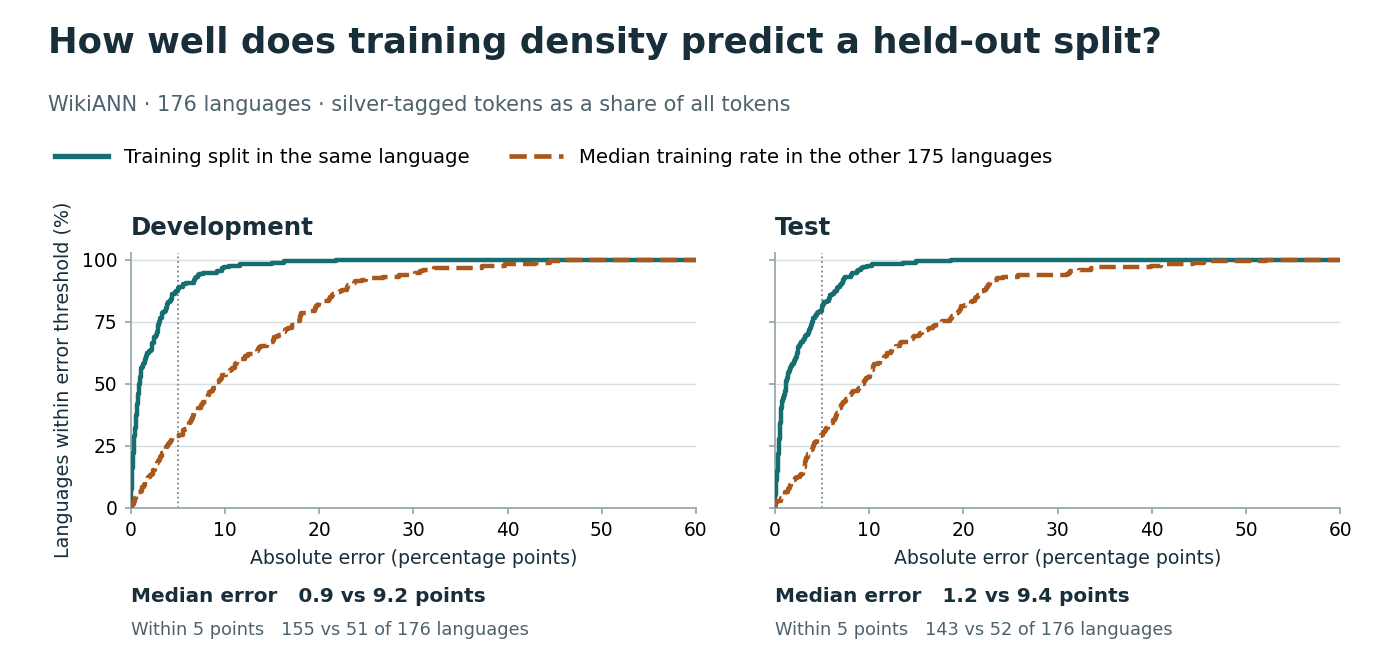 How well does training density predict a held-out split?
WikiANN · 176 languages · silver-tagged tokens as a share of all tokens
Training split in the same language
Median training rate in the other 175 languages
Languages within error threshold (%)
Development
100
75
50
25
0
0 10 20 30 40 50 60
Absolute error (percentage points)
Median error 0.9 vs 9.2 points
Within 5 points 155 vs 51 of 176 languages
Test
0 10 20 30 40 50 60
Absolute error (percentage points)
Median error 1.2 vs 9.4 points
Within 5 points 143 vs 52 of 176 languages